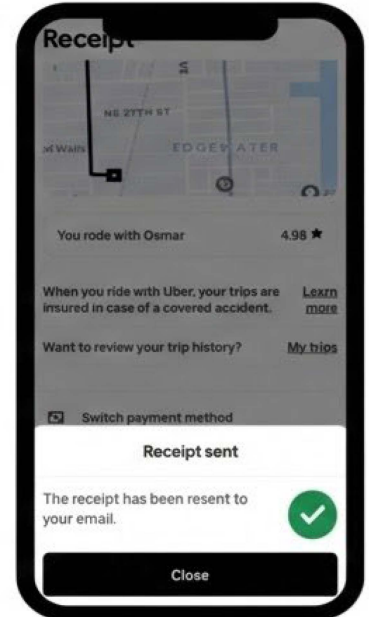 Receipt
NE 27TH ST
EDGEWATER
You rode with Osmar 4.98 ★
When you ride with Uber, your trips are Lexrn
insured in case of a covered accident. more
Want to review your trip history? My trios
Switch payment method
Receipt sent
The receipt has been resent to
your email.
Close